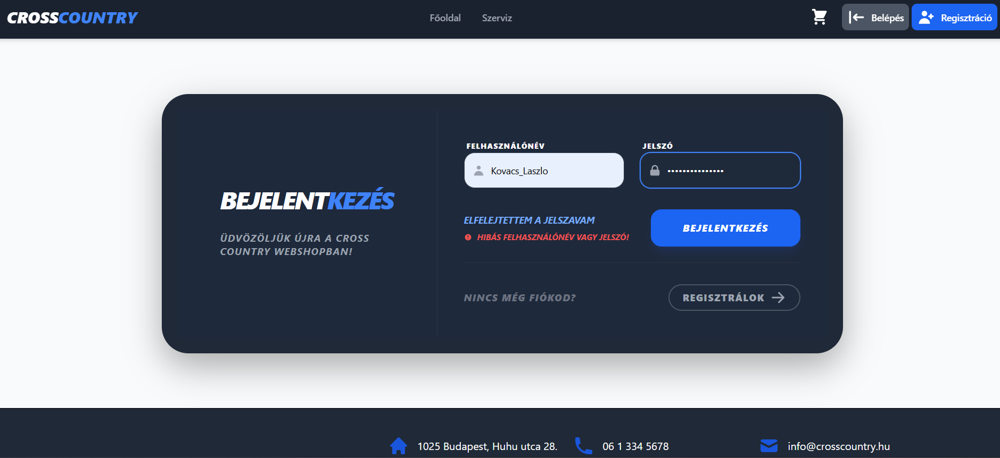 CROSSCOUNTRY
Főoldal
Szerviz
Belépés
Regisztráció
BEJELENTKEZÉS
ÜDVÖZÖLJÜK ÚJRA A CROSS
COUNTRY WEBSHOPBAN!
FELHASZNÁLÓNÉV
Kovacs_Laszlo
JELSZÓ
•••••••••••••••
ELFELEJTETTEM A JELSZAVAM
HIBÁS FELHASZNÁLÓNÉV VAGY JELSZÓ!
BEJELENTKEZÉS
NINCS MÉG FIÓKOD?
REGISZTRÁLOK
1025 Budapest, Huhu utca 28.
06 1 334 5678
info@crosscountry.hu